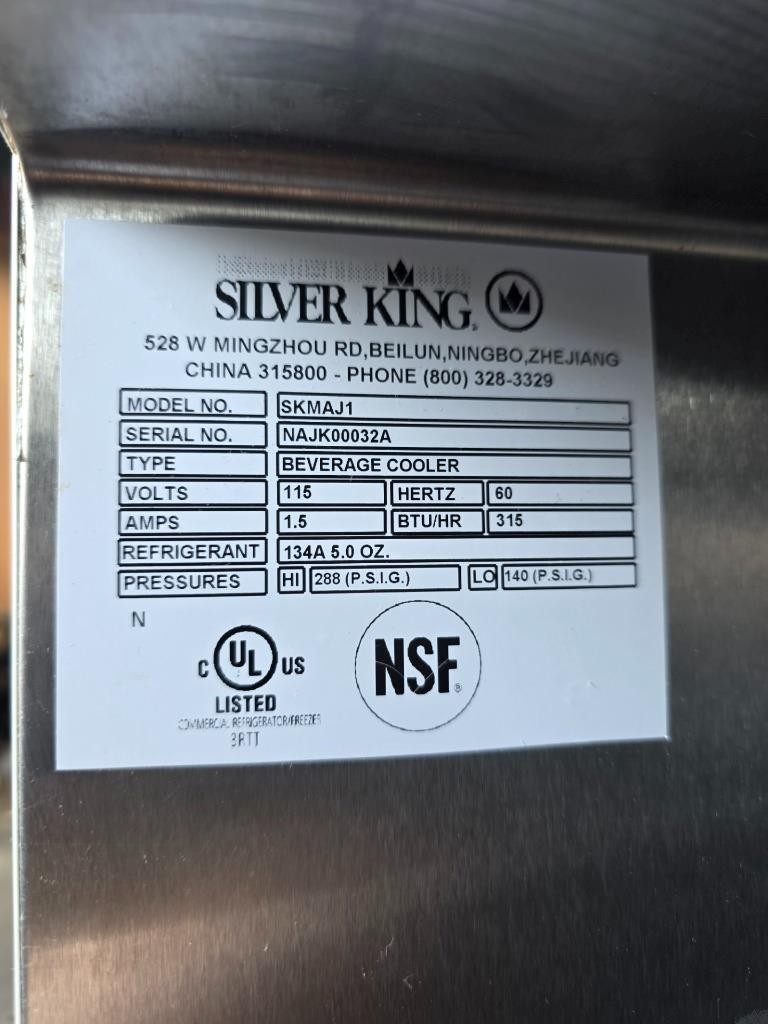 SILVER KING®
528 W MINGZHOU RD,BEILUN,NINGBO,ZHEJIANG
CHINA 315800 - PHONE (800) 328-3329
MODEL NO. SKMAJ1
SERIAL NO. NAJK00032A
TYPE BEVERAGE COOLER
VOLTS 115 HERTZ 60
AMPS 1.5 BTU/HR 315
REFRIGERANT 134A 5.0 OZ.
PRESSURES HI 288 (P.S.I.G.) LO 140 (P.S.I.G.)
N
C UL US
NSF®
LISTED
COMMERCIAL REFRIGERATOR/FREEZER
3RTT